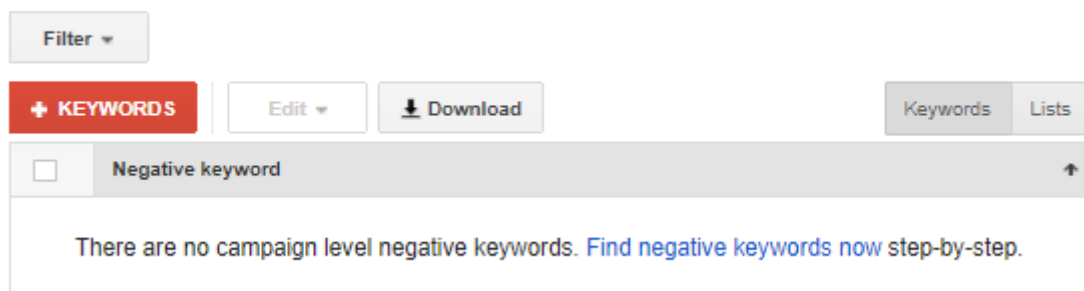 Filter
+ KEYWORDS Edit Download Keywords Lists
Negative keyword
There are no campaign level negative keywords. Find negative keywords now step-by-step.